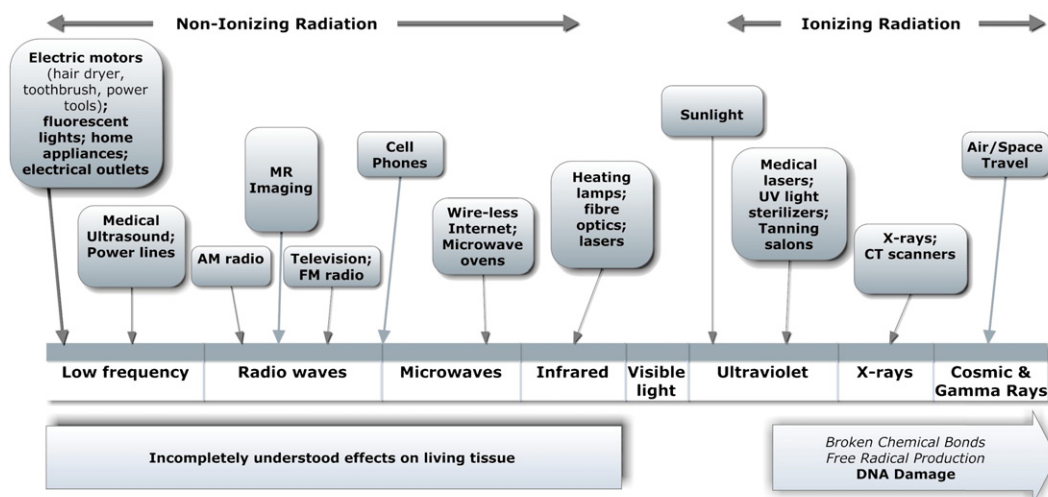 Non-Ionizing Radiation
Ionizing Radiation
Electric motors
(hair dryer,
toothbrush, power
tools);
fluorescent
lights; home
appliances;
electrical outlets
Medical
Ultrasound;
Power lines
AM radio
MR
Imaging
Television;
FM radio
Cell
Phones
Wire-less
Internet;
Microwave
ovens
Heating
lamps;
fibre
optics;
lasers
Sunlight
Medical
lasers;
UV light
sterilizers;
Tanning
salons
X-rays;
CT scanners
Air/Space
Travel
Low frequency
Radio waves
Microwaves
Infrared
Visible
light
Ultraviolet
X-rays
Cosmic &
Gamma Rays
Incompletely understood effects on living tissue
Broken Chemical Bonds
Free Radical Production
DNA Damage